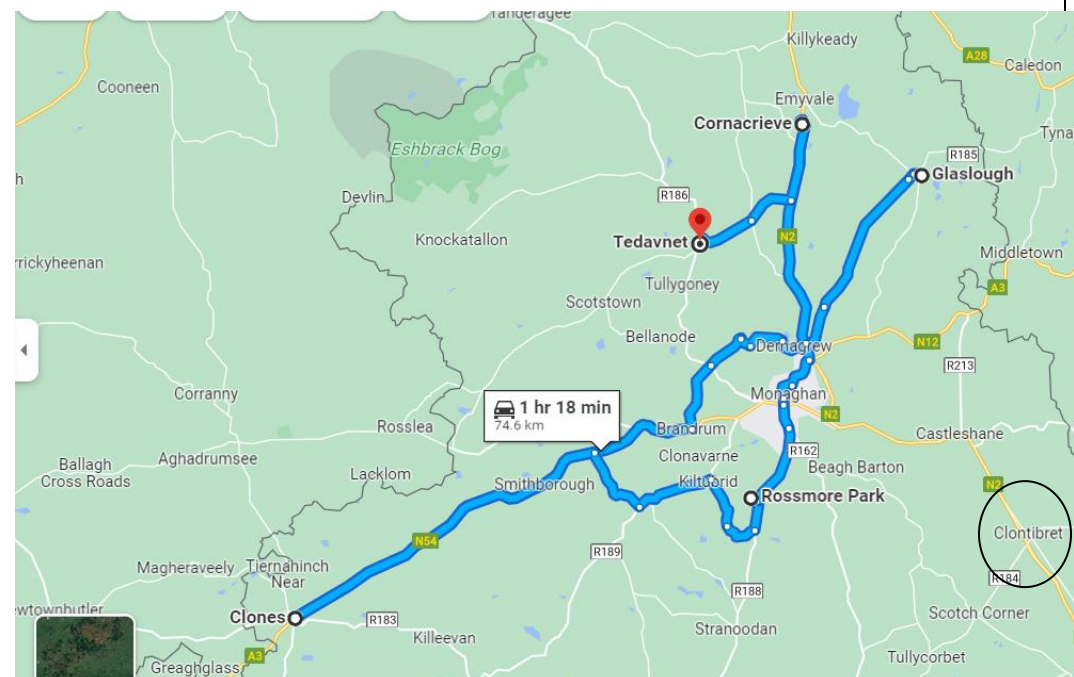 Tanderagee
Killykeady
A28
Caledon
Cooneen
Emyvale
Cornacrieve
Tyna
Eshbrack Bog
R185
h
Glaslough
Devlin
R186
Knockatallon
Tedavnet
N2
Middletown
rrickyheenan
Tullygoney
A3
Scotstown
Bellanode
Demagrew
N12
R213
Corranny
Monaghan
1 hr 18 min
74.6 km
N2
Rosslea
Brandrum
Castleshane
Ballagh
Cross Roads
Aghadrumsee
Clonavarne
R162
Beagh Barton
Lacklom
Smithborough
Kiltubrid
N2
Rossmore Park
Clontibret
N54
R189
Magheraveely
Tiernahinch
Near
R184
R188
ewtownbutler
Clones
R183
Scotch Corner
Killeevan
Stranoodan
A3
Greaghglass
Tullycorbet